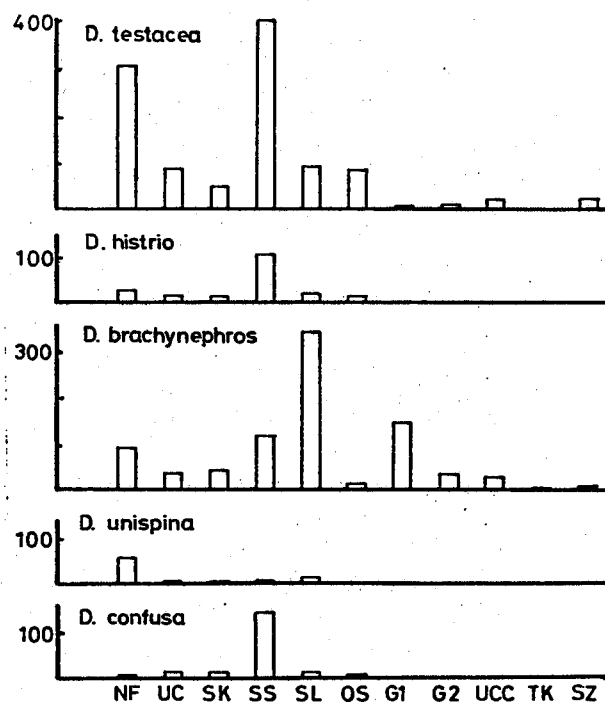 400
D. testacea
D. histrio
100
D. brachynephros
300
D. unispina
100
D. confusa
100
NF UC SK SS SL OS G1 G2 UCC TK SZ